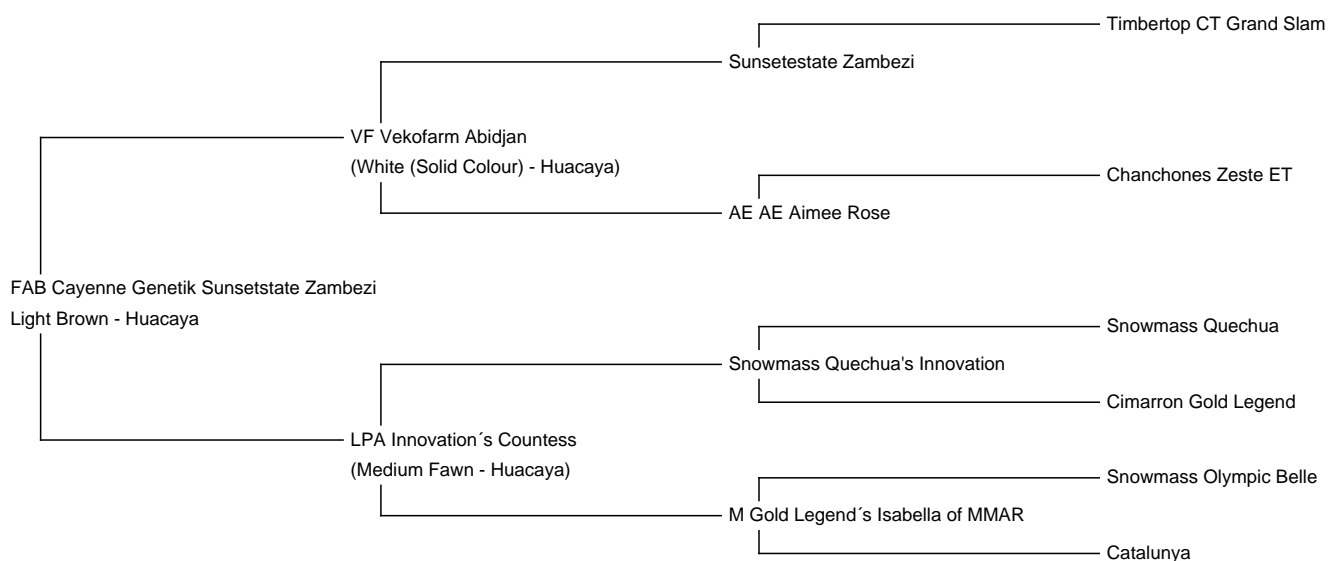 Timbertop CT Grand Slam
Sunsetestate Zambezi
VF Vekofarm Abidjan
(White (Solid Colour) - Huacaya)
Chanchones Zeste ET
AE AE Aimee Rose
FAB Cayenne Genetik Sunsetstate Zambezi
Light Brown - Huacaya
Snowmass Quechua
Snowmass Quechua's Innovation
Cimarron Gold Legend
LPA Innovation´s Countess
(Medium Fawn - Huacaya)
Snowmass Olympic Belle
M Gold Legend´s Isabella of MMAR
Catalunya